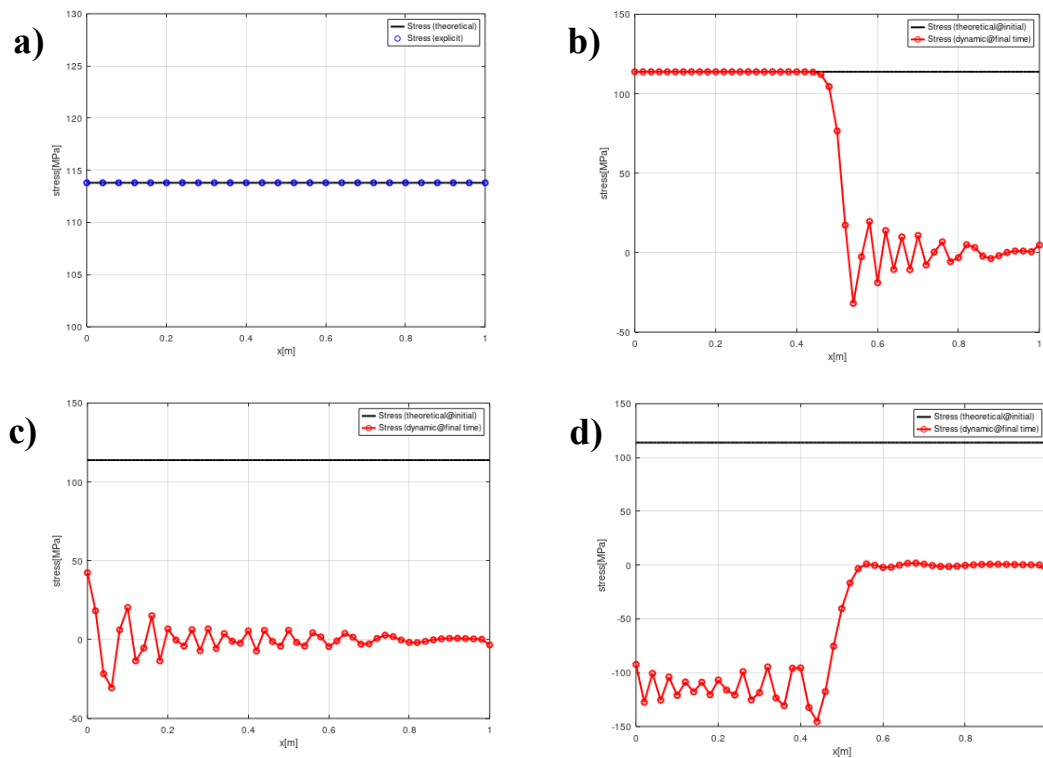 a)
130
125
120
115
110
105
100
stress[MPa]
0
0.2
0.4
0.6
0.8
1
x[m]
Stress (theoretical)
Stress (explicit)
b)
150
100
50
0
-50
stress[MPa]
0
0.2
0.4
0.6
0.8
1
x[m]
Stress (theoretical@initial)
Stress (dynamic@final time)
c)
150
100
50
0
-50
stress[MPa]
0
0.2
0.4
0.6
0.8
1
x[m]
Stress (theoretical@initial)
Stress (dynamic@final time)
d)
150
100
50
0
-50
-100
-150
stress[MPa]
0
0.2
0.4
0.6
0.8
x[m]
Stress (theoretical@initial)
Stress (dynamic@final time)